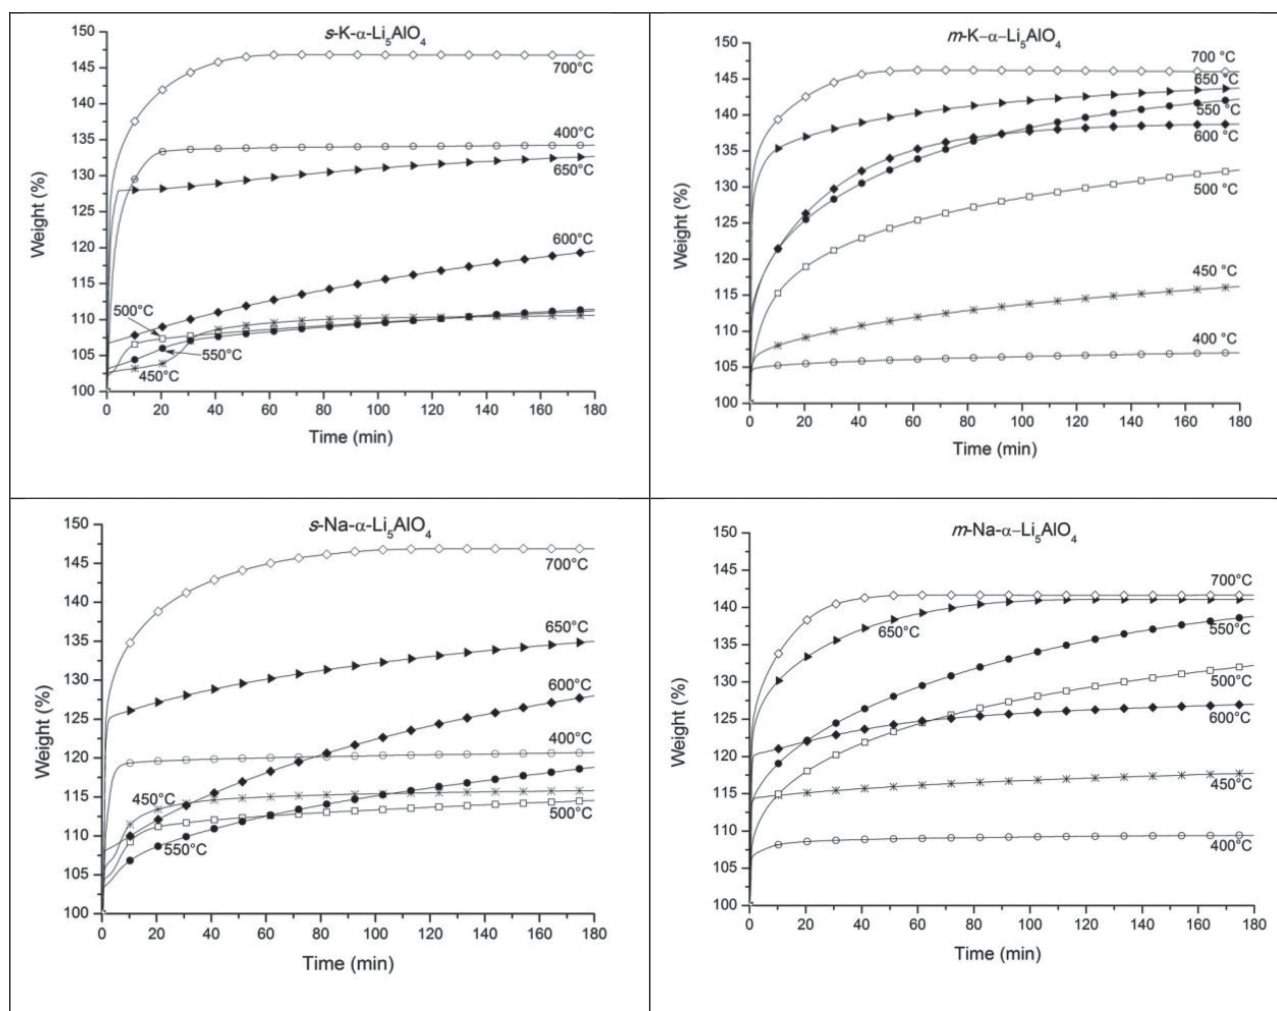 s-K-α-Li₅AlO₄
150
145
140
135
130
125
120
115
110
105
100
Weight (%)
700°C
400°C
650°C
600°C
500°C
550°C
450°C
0 20 40 60 80 100 120 140 160 180
Time (min)
m-K-α-Li₅AlO₄
150
145
140
135
130
125
120
115
110
105
100
Weight (%)
700 °C
650 °C
550 °C
600 °C
500 °C
450 °C
400 °C
0 20 40 60 80 100 120 140 160 180
Time (min)
s-Na-α-Li₅AlO₄
150
145
140
135
130
125
120
115
110
105
100
Weight (%)
700°C
650°C
600°C
400°C
450°C
500°C
550°C
0 20 40 60 80 100 120 140 160 180
Time (min)
m-Na-α-Li₅AlO₄
150
145
140
135
130
125
120
115
110
105
100
Weight (%)
700°C
650°C
550°C
500°C
600°C
450°C
400°C
0 20 40 60 80 100 120 140 160 180
Time (min)